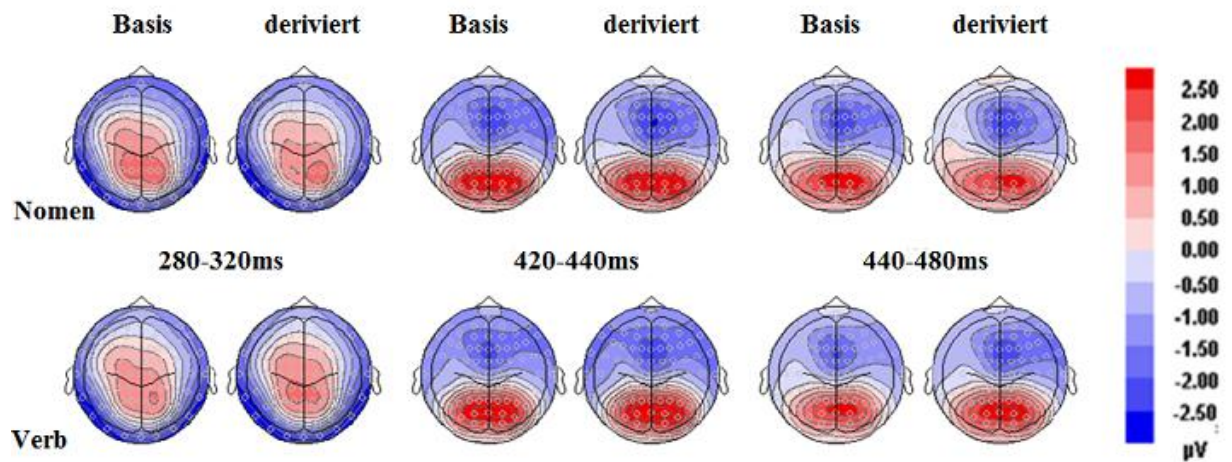 Basis deriviert Basis deriviert Basis deriviert
Nomen
280-320ms 420-440ms 440-480ms
Verb
2.50
2.00
1.50
1.00
0.50
0.00
-0.50
-1.00
-1.50
-2.00
-2.50
µV